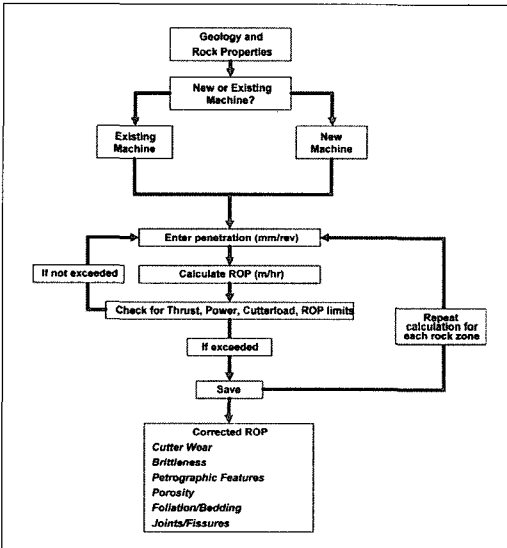 Geology and
Rock Properties
New or Existing
Machine?
Existing
Machine
New
Machine
Enter penetration (mm/rev)
If not exceeded
Calculate ROP (m/hr)
Check for Thrust, Power, Cutterload, ROP limits
Repeat
calculation for
each rock zone
If exceeded
Save
Corrected ROP
Cutter Wear
Brittleness
Petrographic Features
Porosity
Foliation/Bedding
Joints/Fissures